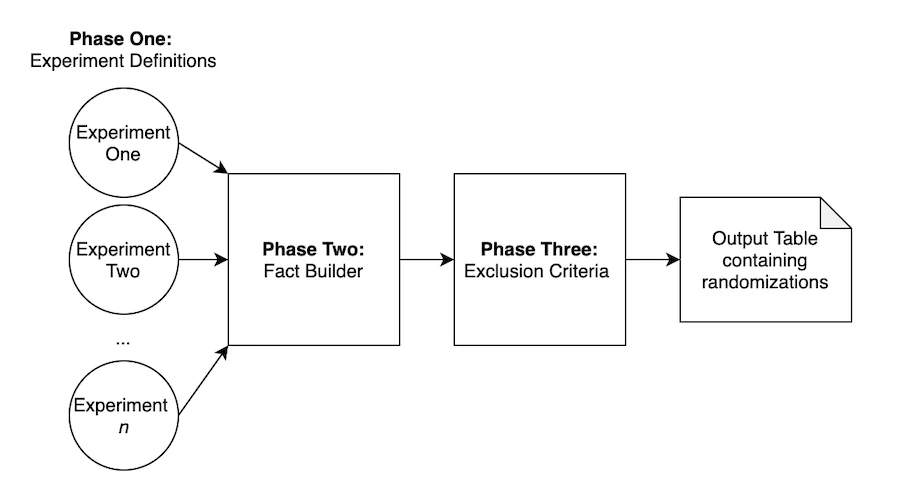 Phase One:
Experiment Definitions
Experiment
One
Experiment
Two
...
Experiment
n
Phase Two:
Fact Builder
Phase Three:
Exclusion Criteria
Output Table
containing
randomizations